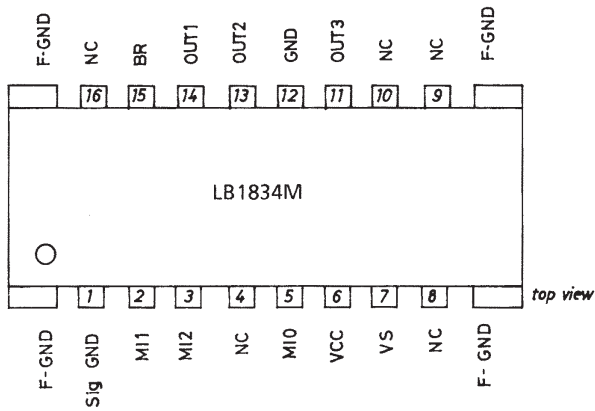 F-GND NC BR OUT1 OUT2 GND OUT3 NC NC F-GND
16 15 14 13 12 11 10 9
LB1834M
1 2 3 4 5 6 7 8
top view
F-GND Sig GND MI1 MI2 NC MI0 VCC VS NC F-GND